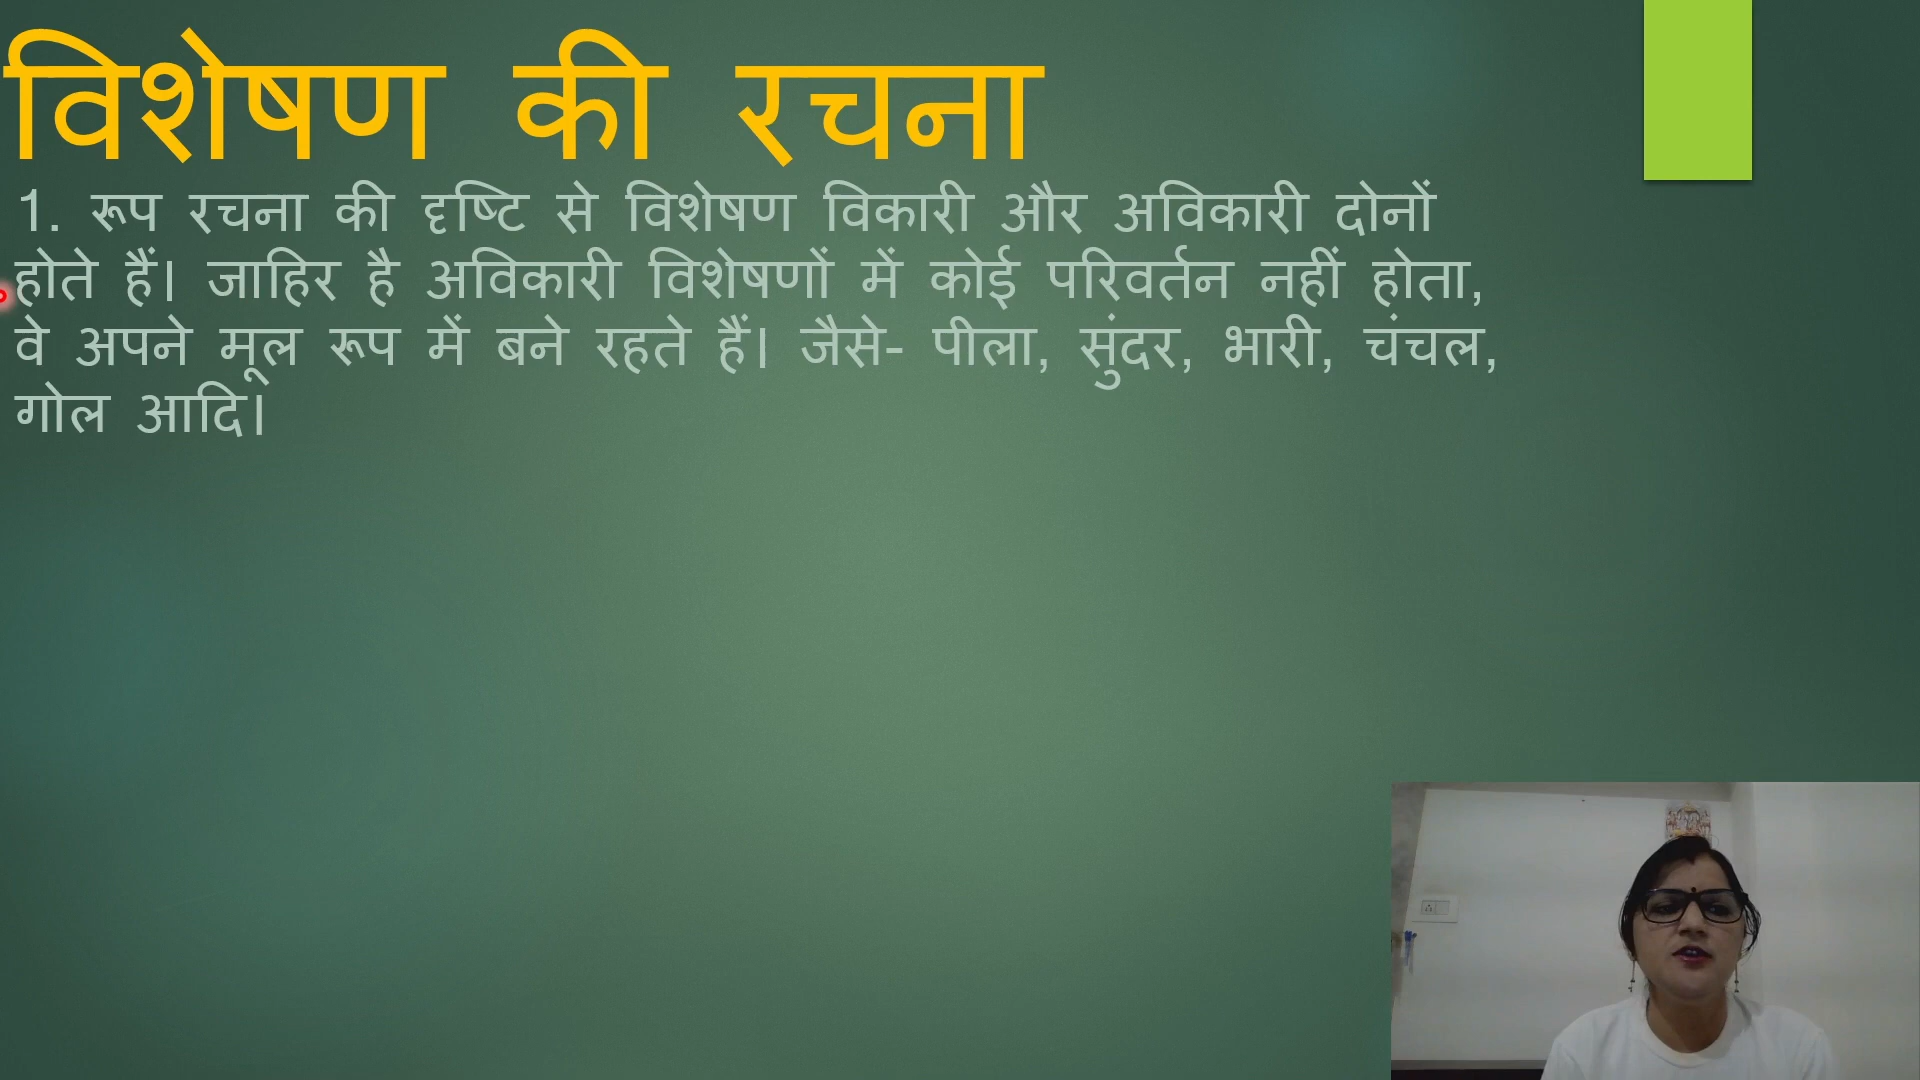 विशेषण की रचना
1. रूप रचना की दृष्टि से विशेषण विकारी और अविकारी दोनों
होते हैं। जाहिर है अविकारी विशेषणों में कोई परिवर्तन नहीं होता,
वे अपने मूल रूप में बने रहते हैं। जैसे- पीला, सुंदर, भारी, चंचल,
गोल आदि।